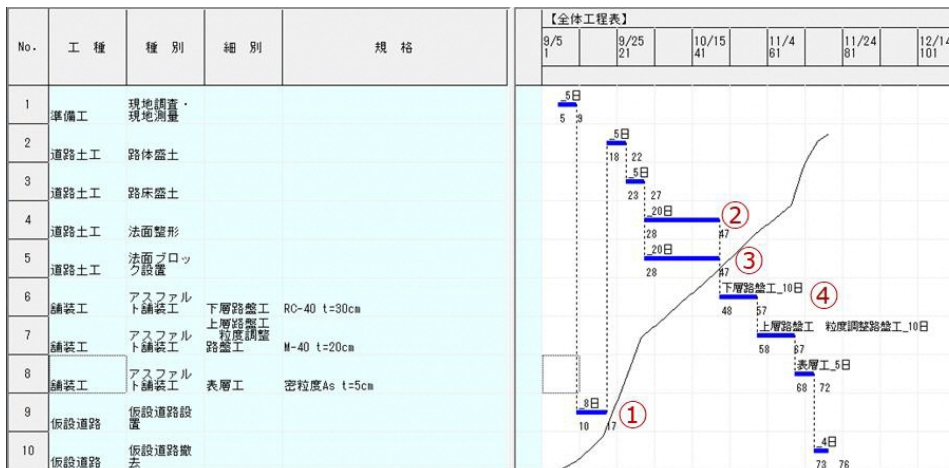 【全体工程表】
No. 工 種 種 別 細 別 規 格
9/5 9/25 10/15 11/4 11/24 12/14
1 21 41 61 81 101
1 準備工 現地調査・
現地測量
_5日
5 9
2 道路土工 路体盛土
_5日
18 22
3 道路土工 路床盛土
_5日
23 27
4 道路土工 法面整形
_20日 ②
28 47
5 道路土工 法面ブロッ
ク設置
_20日 ③
28 47
6 舗装工 アスファル
ト舗装工 下層路盤工 RC-40 t=30cm
下層路盤工_10日 ④
48 57
7 舗装工 アスファル
ト舗装工 上層路盤工
粒度調整
路盤工 M-40 t=20cm
上層路盤工 粒度調整路盤工_10日
58 67
8 舗装工 アスファル
ト舗装工 表層工 密粒度As t=5cm
表層工_5日
68 72
9 仮設道路 仮設道路設
置
_8日 ①
10 17
10 仮設道路 仮設道路撤
去
_4日
73 76